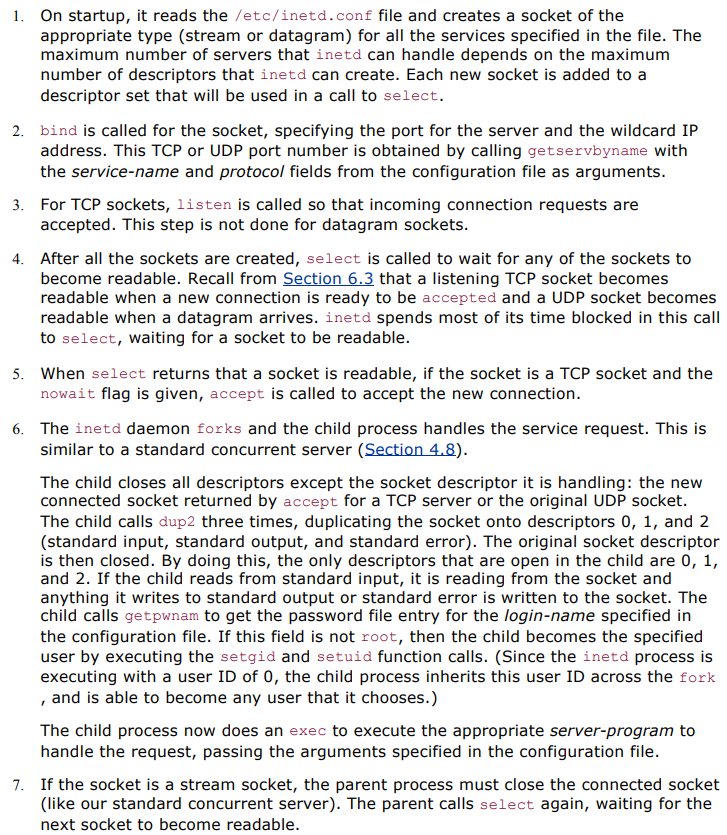 1. On startup, it reads the /etc/inetd.conf file and creates a socket of the
appropriate type (stream or datagram) for all the services specified in the file. The
maximum number of servers that inetd can handle depends on the maximum
number of descriptors that inetd can create. Each new socket is added to a
descriptor set that will be used in a call to select.
2. bind is called for the socket, specifying the port for the server and the wildcard IP
address. This TCP or UDP port number is obtained by calling getservbyname with
the service-name and protocol fields from the configuration file as arguments.
3. For TCP sockets, listen is called so that incoming connection requests are
accepted. This step is not done for datagram sockets.
4. After all the sockets are created, select is called to wait for any of the sockets to
become readable. Recall from Section 6.3 that a listening TCP socket becomes
readable when a new connection is ready to be accepted and a UDP socket becomes
readable when a datagram arrives. inetd spends most of its time blocked in this call
to select, waiting for a socket to be readable.
5. When select returns that a socket is readable, if the socket is a TCP socket and the
nowait flag is given, accept is called to accept the new connection.
6. The inetd daemon forks and the child process handles the service request. This is
similar to a standard concurrent server (Section 4.8).
The child closes all descriptors except the socket descriptor it is handling: the new
connected socket returned by accept for a TCP server or the original UDP socket.
The child calls dup2 three times, duplicating the socket onto descriptors 0, 1, and 2
(standard input, standard output, and standard error). The original socket descriptor
is then closed. By doing this, the only descriptors that are open in the child are 0, 1,
and 2. If the child reads from standard input, it is reading from the socket and
anything it writes to standard output or standard error is written to the socket. The
child calls getpwnam to get the password file entry for the login-name specified in
the configuration file. If this field is not root, then the child becomes the specified
user by executing the setgid and setuid function calls. (Since the inetd process is
executing with a user ID of 0, the child process inherits this user ID across the fork
, and is able to become any user that it chooses.)
The child process now does an exec to execute the appropriate server-program to
handle the request, passing the arguments specified in the configuration file.
7. If the socket is a stream socket, the parent process must close the connected socket
(like our standard concurrent server). The parent calls select again, waiting for the
next socket to become readable.